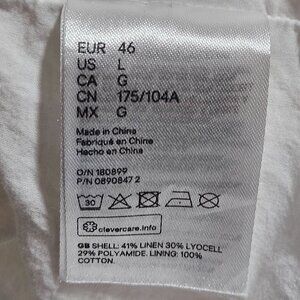 EUR 46
US L
CA G
CN 175/104A
MX G
Made in China
Fabriqué en Chine
Hecho en China
O/N 180899
P/N 0890847 2
30
clevercare.info
GB SHELL: 41% LINEN 30% LYOCELL
29% POLYAMIDE. LINING: 100%
COTTON.